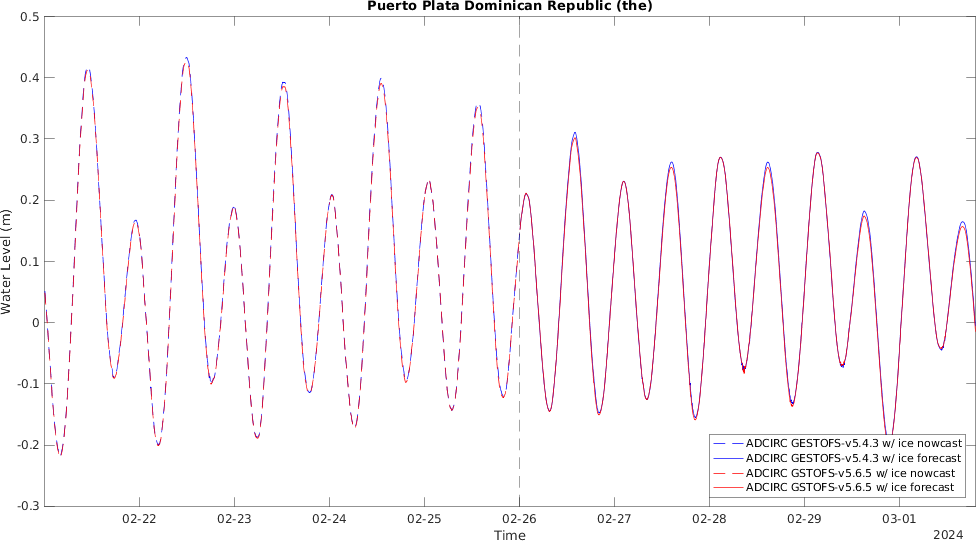 Puerto Plata Dominican Republic (the)
0.5
0.4
0.3
0.2
0.1
0
-0.1
-0.2
-0.3
Water Level (m)
ADCIRC GESTOFS-v5.4.3 w/ ice nowcast
ADCIRC GESTOFS-v5.4.3 w/ ice forecast
ADCIRC GSTOFS-v5.6.5 w/ ice nowcast
ADCIRC GSTOFS-v5.6.5 w/ ice forecast
02-22 02-23 02-24 02-25 02-26 02-27 02-28 02-29 03-01
Time
2024